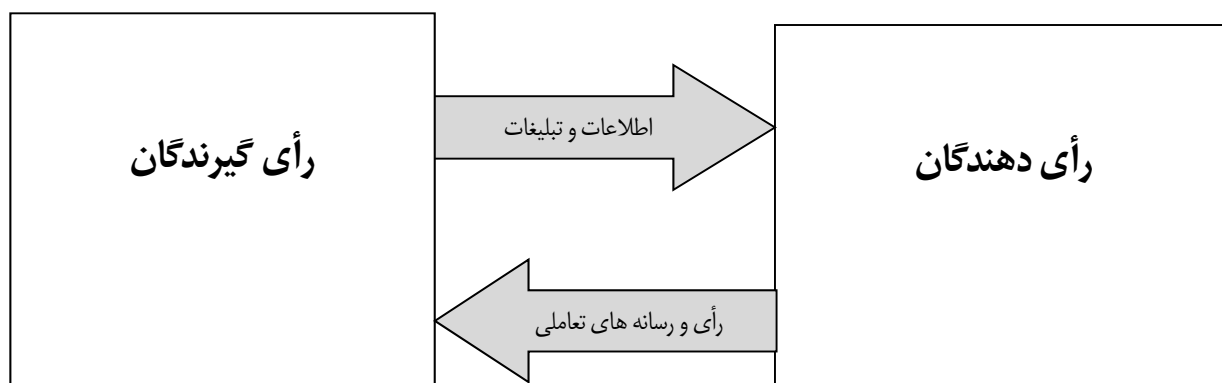 رأی دهندگان
رأی گیرندگان
اطلاعات و تبلیغات
رأی و رسانه های تعاملی